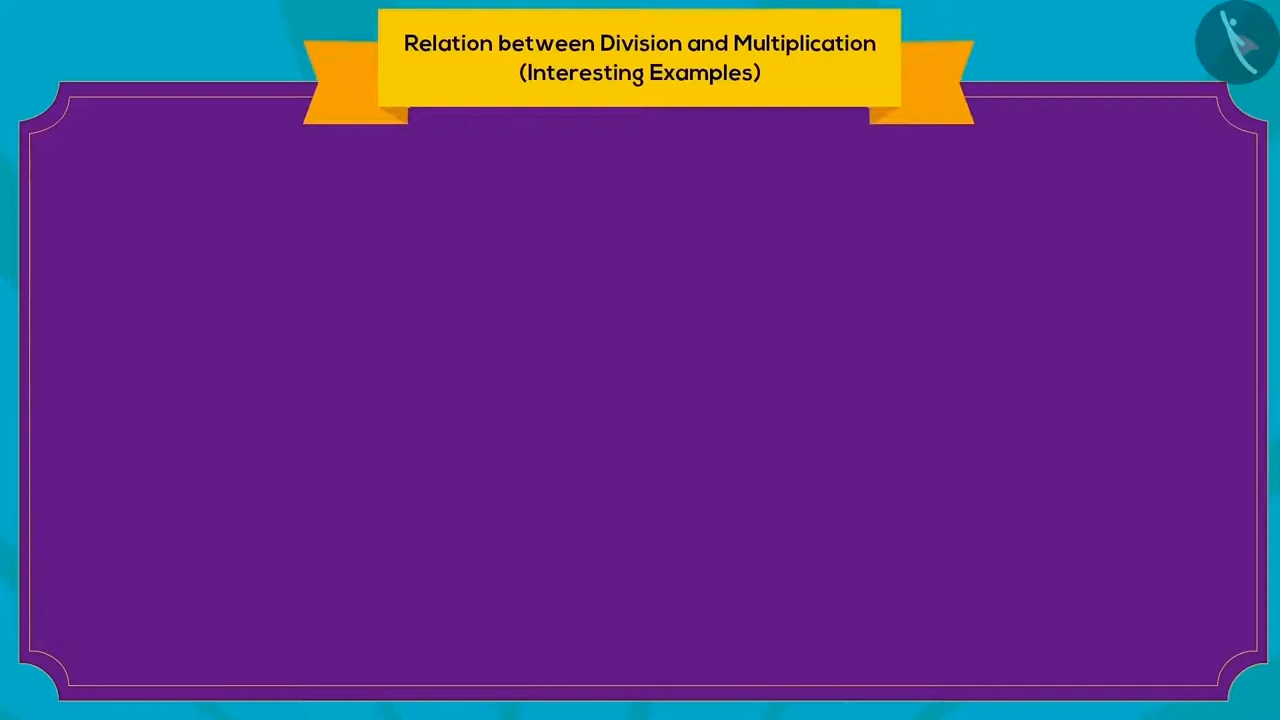 Relation between Division and Multiplication
(Interesting Examples)